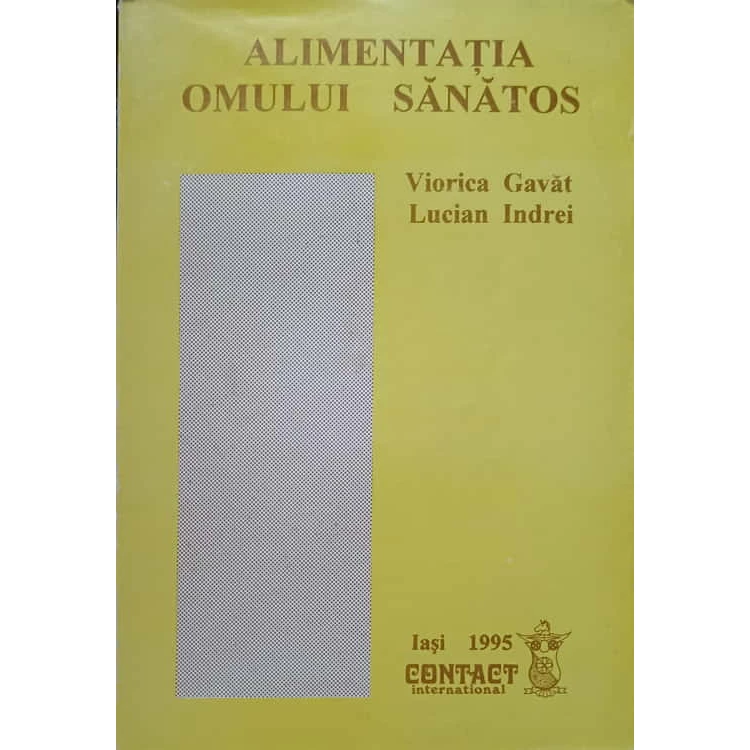 ALIMENTAȚIA
OMULUI SĂNĂTOS
Viorica Gavăt
Lucian Indrei
Iași 1995
CONTACT
international